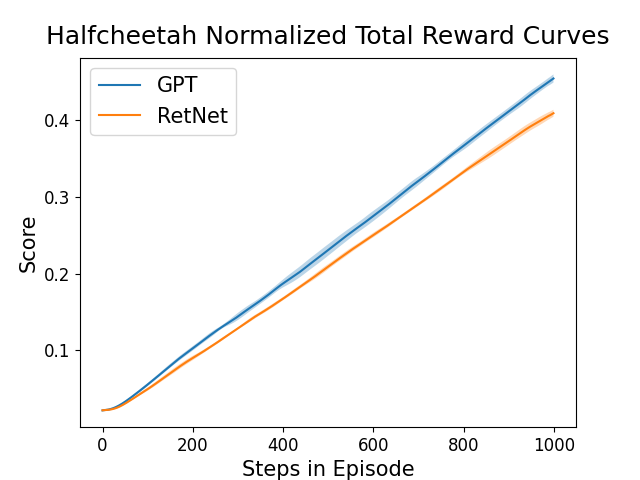 Halfcheetah Normalized Total Reward Curves
GPT
RetNet
0.4
0.3
0.2
0.1
Score
0 200 400 600 800 1000
Steps in Episode